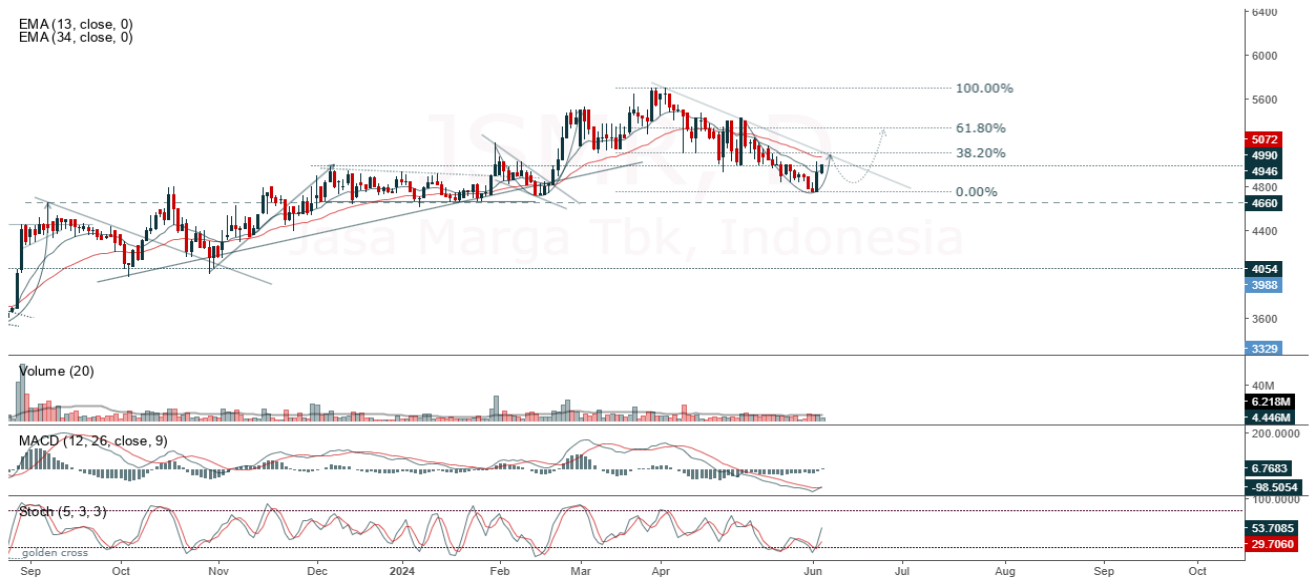 EMA (13, close, 0)
EMA (34, close, 0)
JSMR, D
Jasa Marga Tbk, Indonesia
100.00%
61.80%
38.20%
0.00%
6400
6000
5600
5072
4990
4946
4800
4660
4400
4054
3988
3600
3329
Volume (20)
40M
6.218M
4.446M
MACD (12, 26, close, 9)
200.0000
6.7683
-98.5054
Stoch (5, 3, 3)
100.0000
53.7085
29.7060
golden cross
Sep Oct Nov Dec 2024 Feb Mar Apr Jun Jul Aug Sep Oct